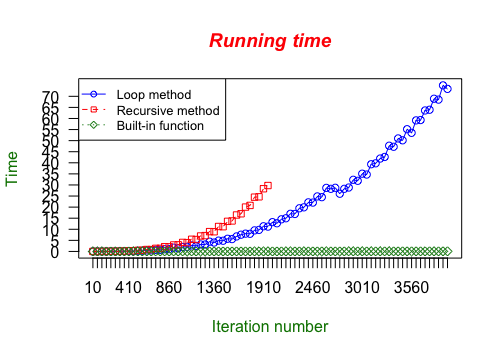 Running time
Loop method
Recursive method
Built-in function
70
65
60
55
50
45
40
35
30
25
20
15
10
5
0
Time
10 410 860 1360 1910 2460 3010 3560
Iteration number